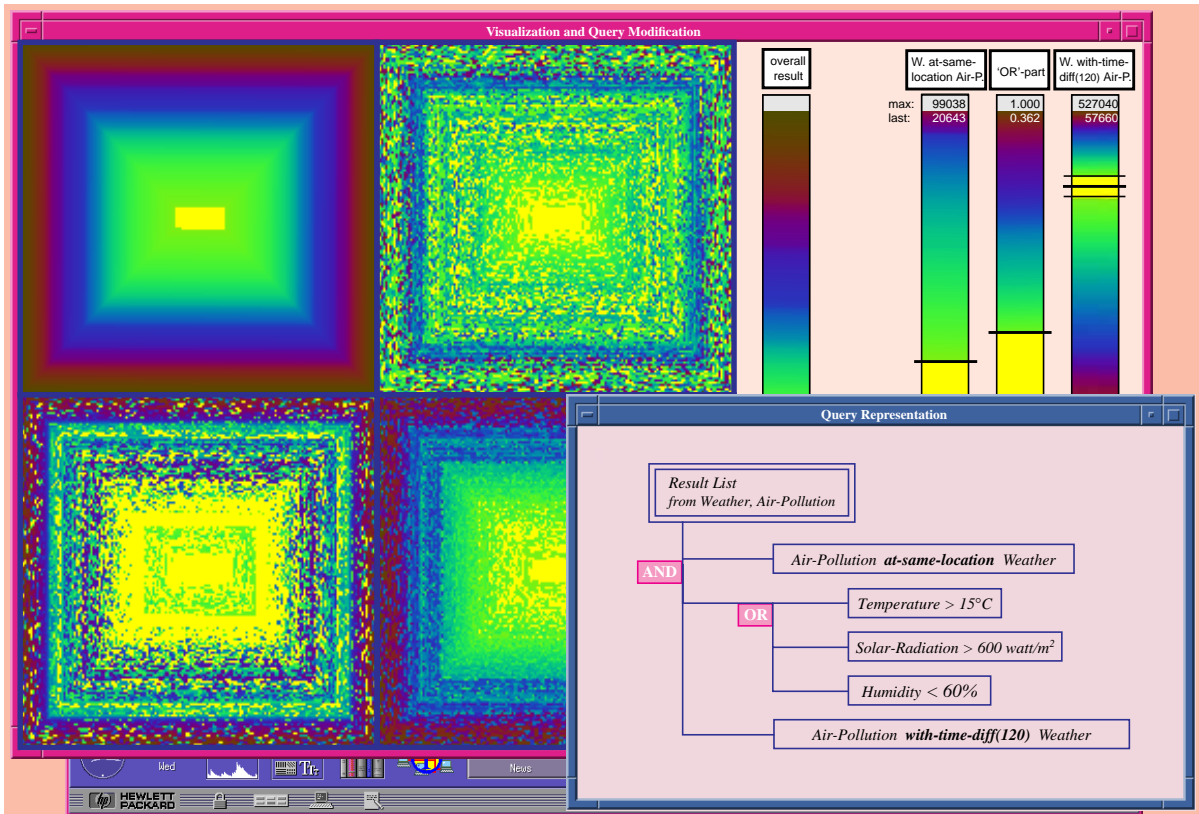 Visualization and Query Modification
overall
result
W. at-same-
location Air-P.
'OR'-part
W. with-time-
diff(120) Air-P.
max: 99038 1.000 527040
last: 20643 0.362 57660
Query Representation
Result List
from Weather, Air-Pollution
AND
Air-Pollution at-same-location Weather
Temperature > 15°C
OR
Solar-Radiation > 600 watt/m²
Humidity < 60%
Air-Pollution with-time-diff(120) Weather
Wed
News
hp HEWLETT
PACKARD